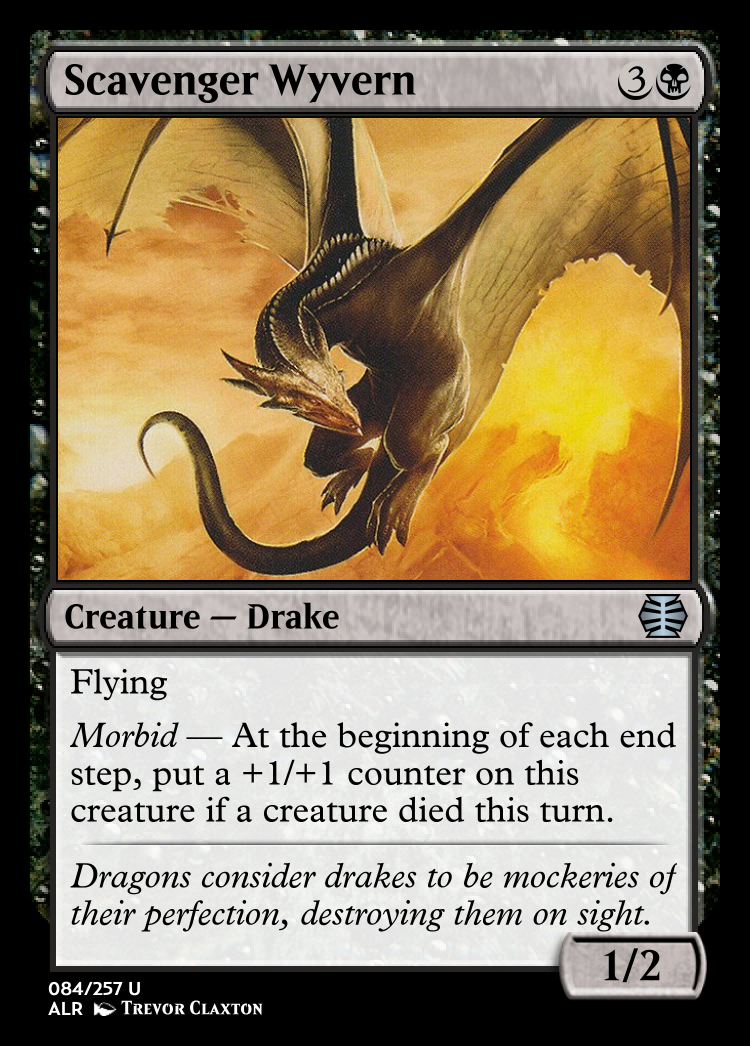 Scavenger Wyvern 3
Creature — Drake
Flying
Morbid — At the beginning of each end
step, put a +1/+1 counter on this
creature if a creature died this turn.
Dragons consider drakes to be mockeries of
their perfection, destroying them on sight.
1/2
084/257 U
ALR Trevor Claxton